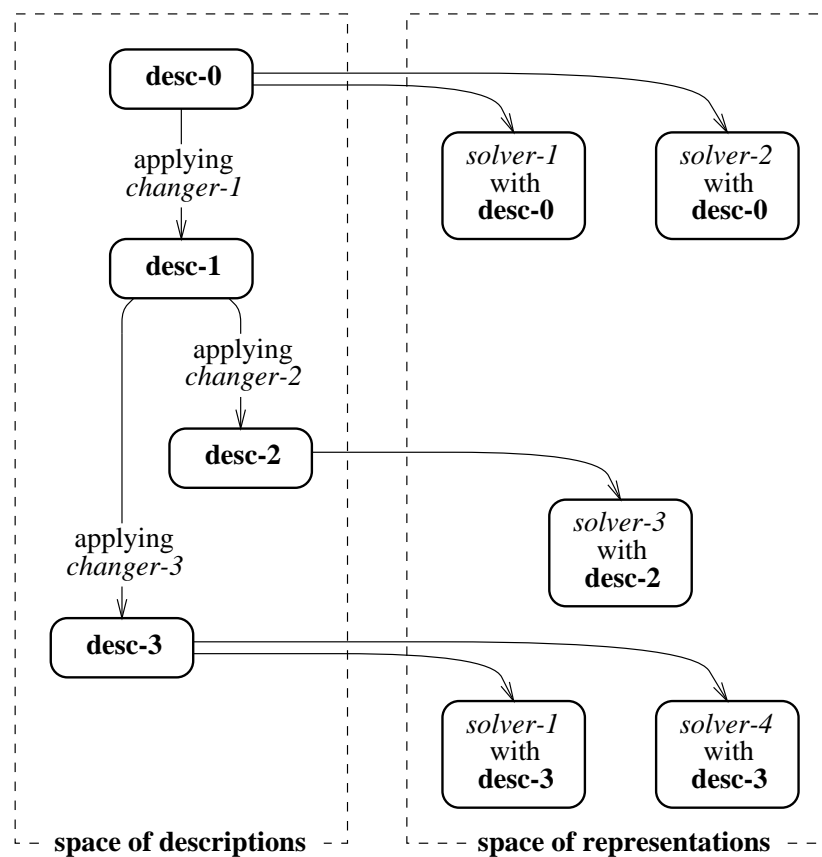 desc-0
solver-1
with
desc-0
solver-2
with
desc-0
applying
changer-1
desc-1
applying
changer-2
desc-2
solver-3
with
desc-2
applying
changer-3
desc-3
solver-1
with
desc-3
solver-4
with
desc-3
space of descriptions
space of representations